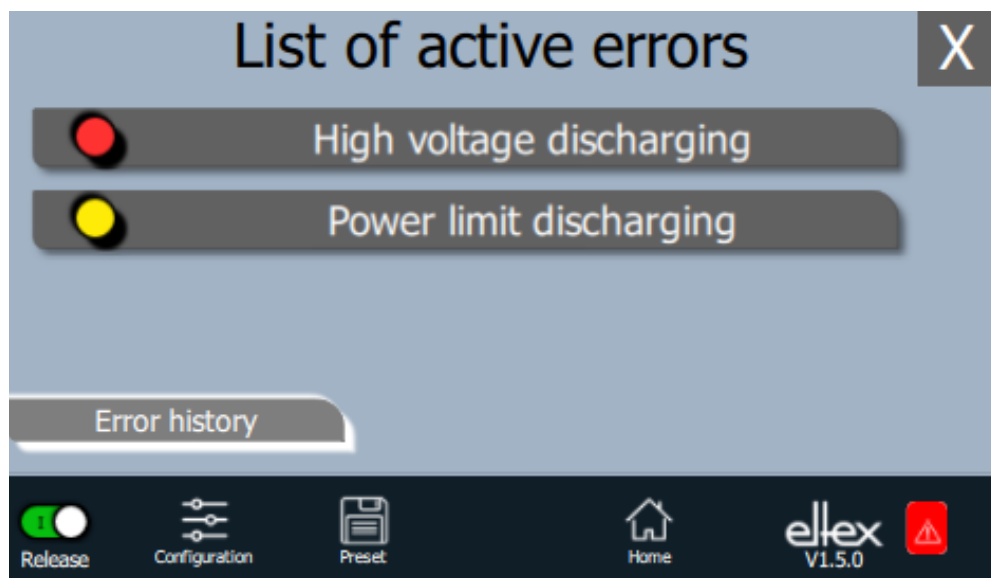 List of active errors
X
High voltage discharging
Power limit discharging
Error history
I
Release
Configuration
Preset
Home
eltex
V1.5.0